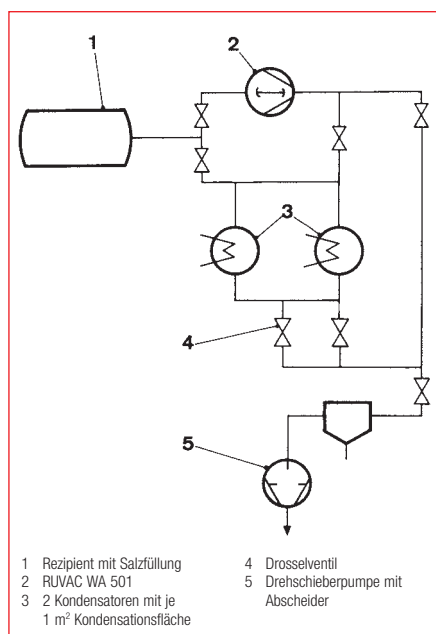 1
2
3
4
5
1 Rezipient mit Salzfüllung
2 RUVAC WA 501
3 2 Kondensatoren mit je
1 m² Kondensationsfläche
4 Drosselventil
5 Drehschieberpumpe mit
Abscheider